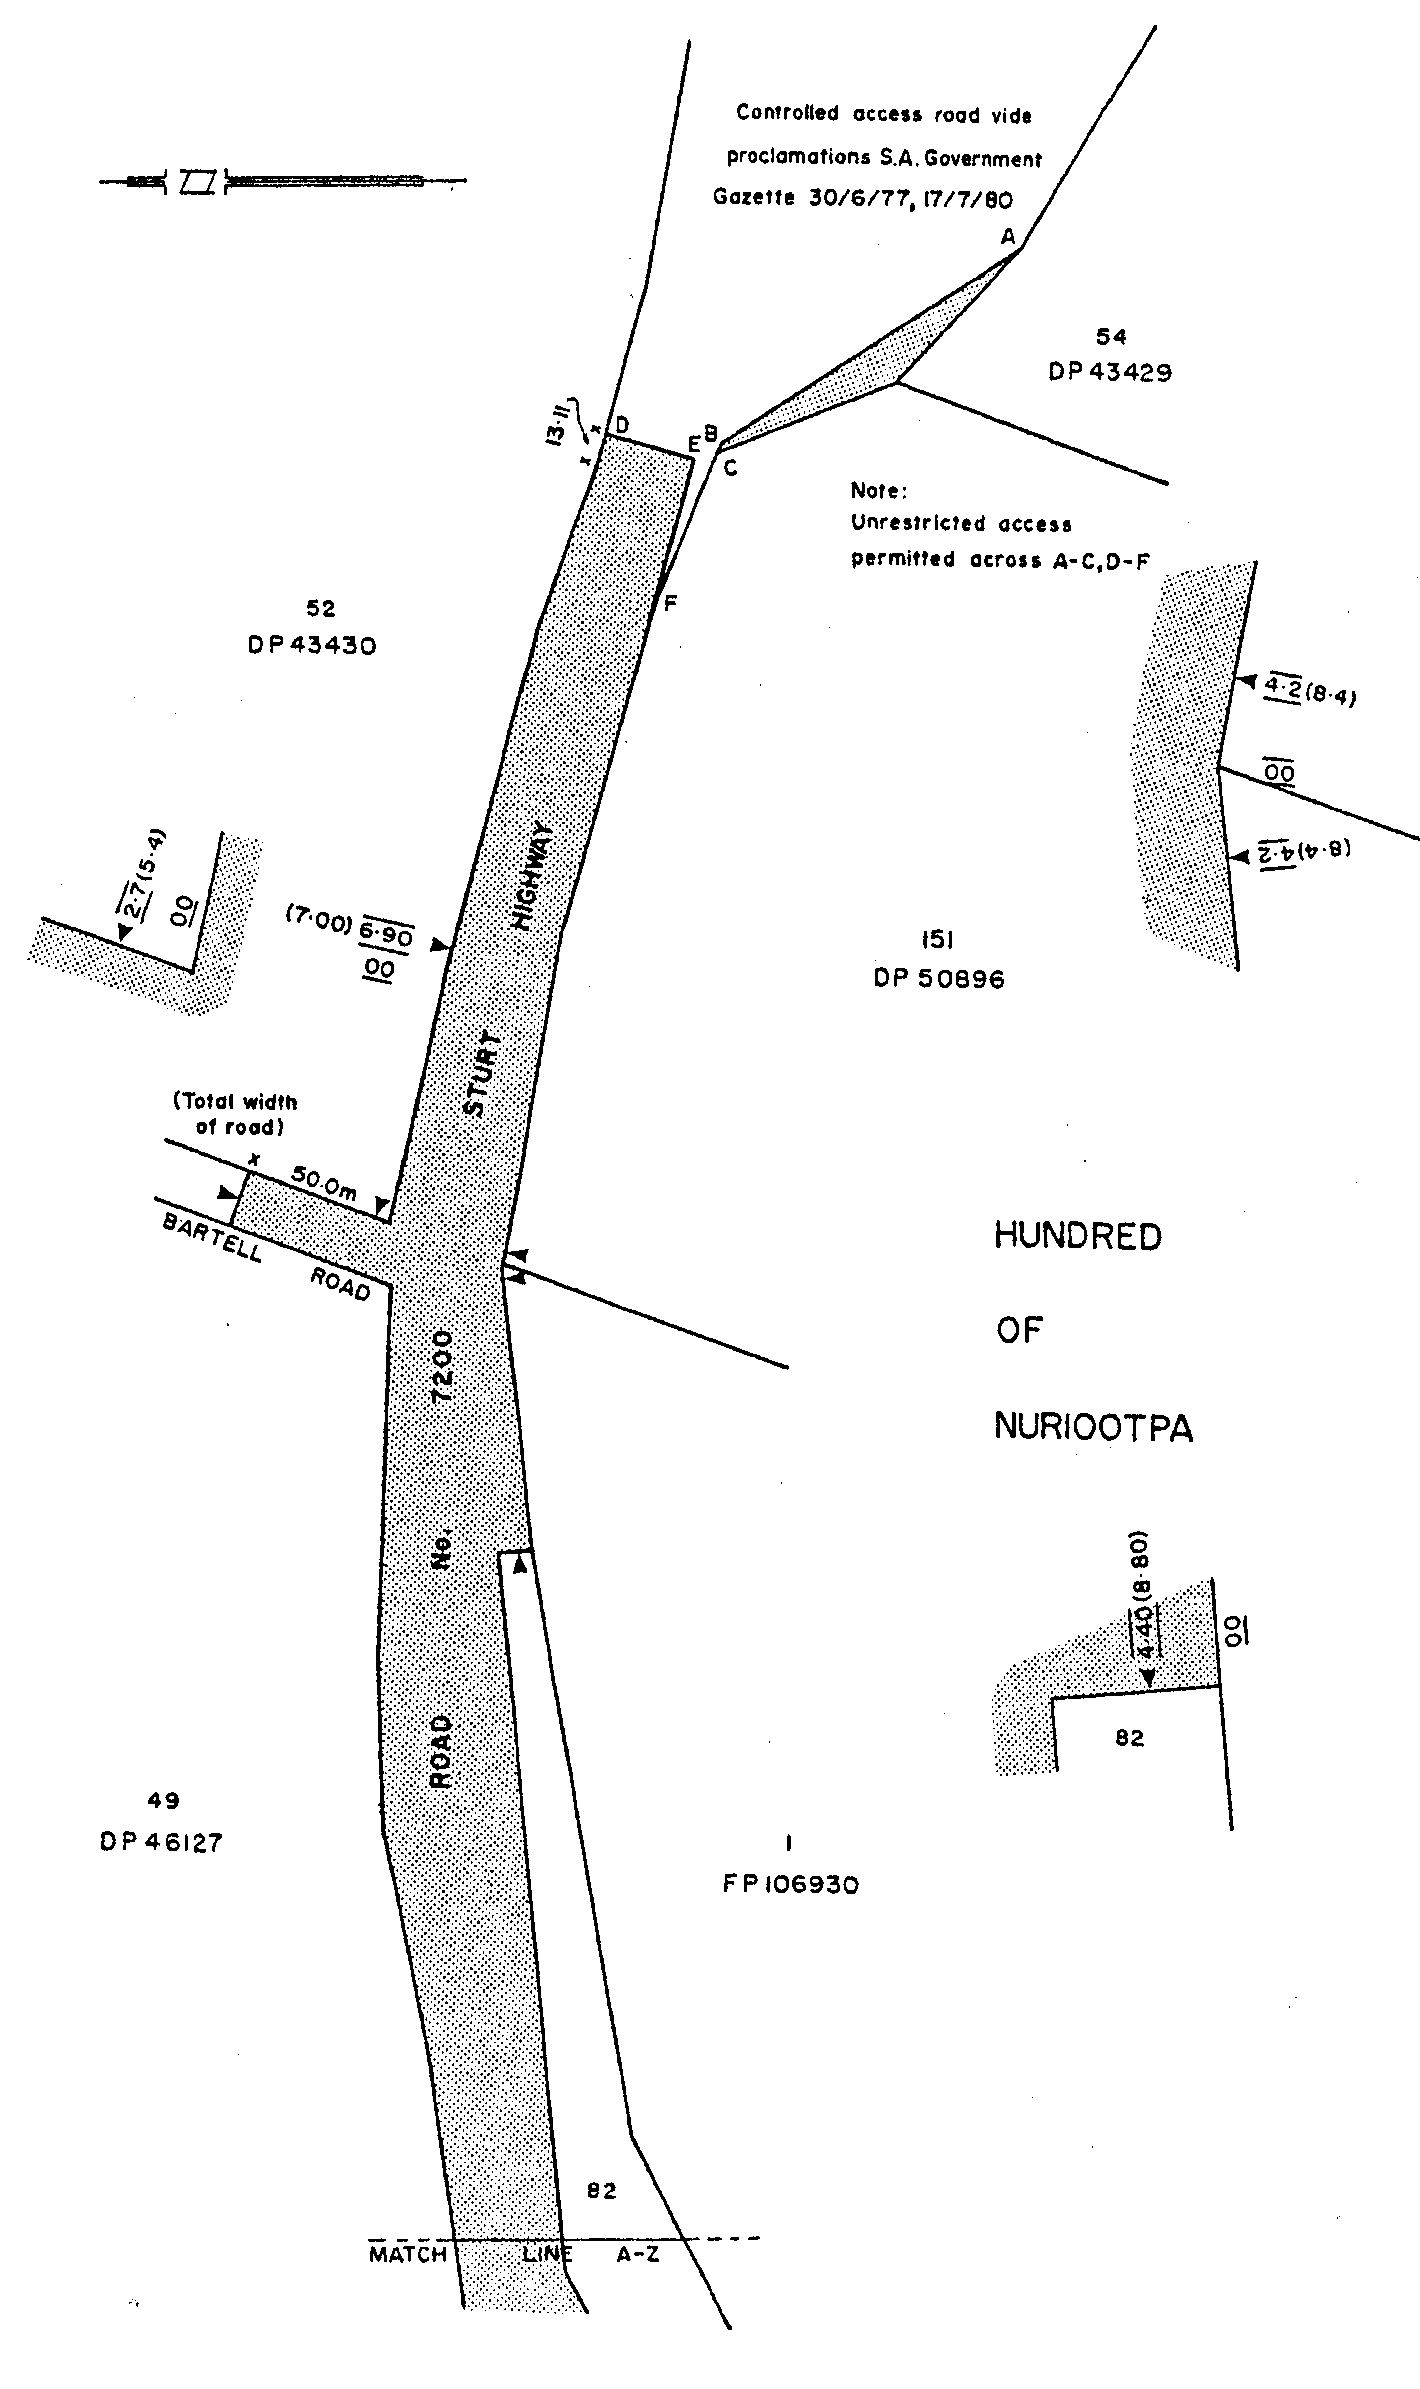 Controlled access road vide
proclamations S.A. Government
Gazette 30/6/77, 17/7/80
A
54
DP 43429
13·11
x
x
D
E
B
C
Note:
Unrestricted access
permitted across A-C, D-F
F
52
DP 43430
4·2 (8·4)
00
4·2 (8·4)
2·7 (5·4)
00
(7·00) 6·90
00
HIGHWAY
STURT
151
DP 50896
(Total width
of road)
x
50·0m
BARTELL ROAD
HUNDRED
OF
NURIOOTPA
7200
No.
ROAD
4·40 (8·80)
00
82
49
DP 46127
1
FP 106930
82
MATCH LINE A-Z